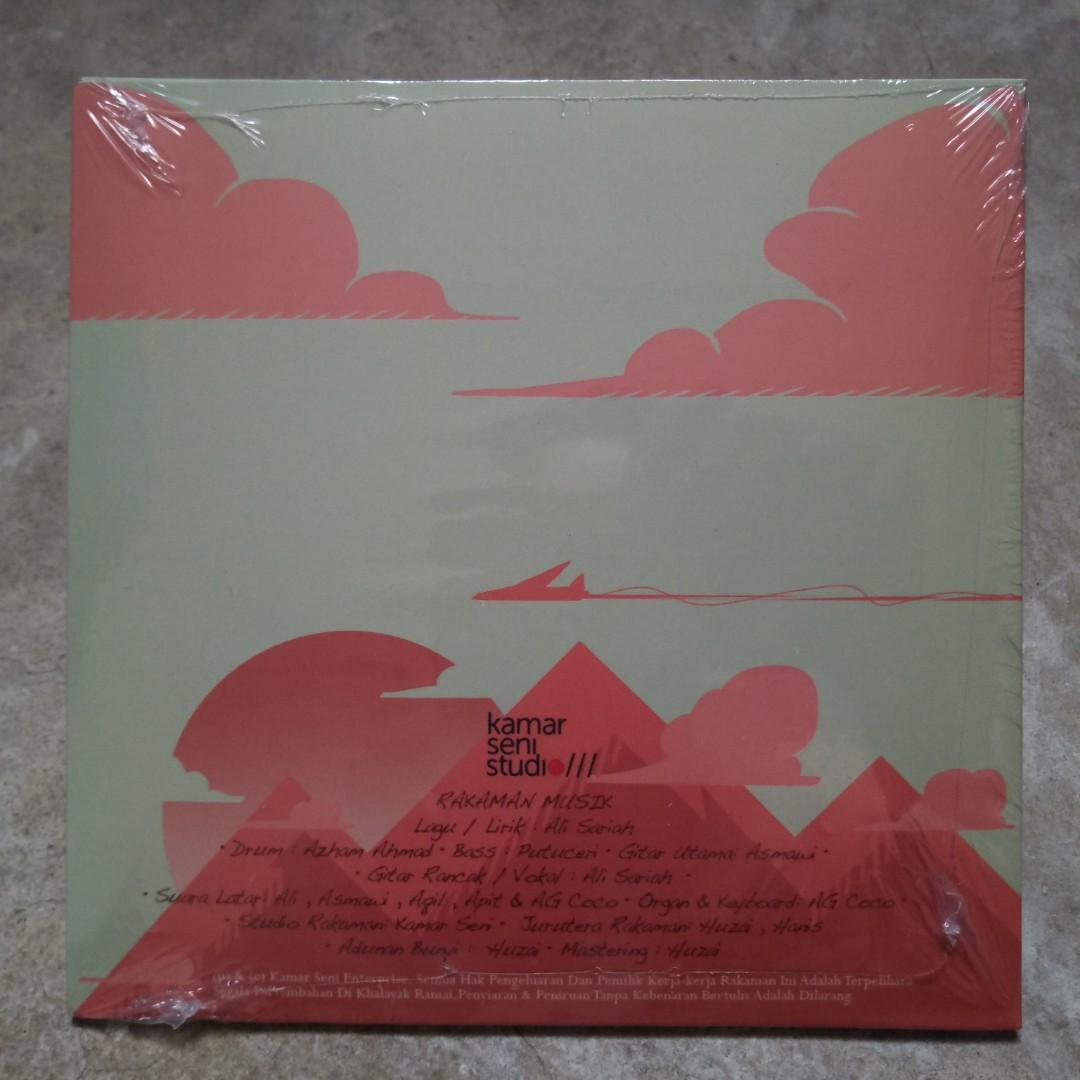 kamar
seni
studio///
RAKAMAN MUSIK
Lagu / Lirik : Ali Sariah
• Drum : Azham Ahmad • Bass : Putuceri • Gitar Utama: Asmawi •
• Gitar Rancak / Vokal : Ali Sariah •
• Suara Latar: Ali , Asmawi , Aqil , Apit & AG Coco • Organ & Keyboard: AG Coco •
• Studio Rakaman: Kamar Seni • Jurutera Rakaman: Huzai , Hanis
• Adunan Bunyi : Huzai • Mastering : Huzai
Kamar Seni Enterprise. Semua Hak Pengeluaran Dan Pemilik Kerja-kerja Rakaman Ini Adalah Terpelihara
Di Khalayak Ramai,Penyiaran & Peniruan Tanpa Kebenaran Bertulis Adalah Dilarang.